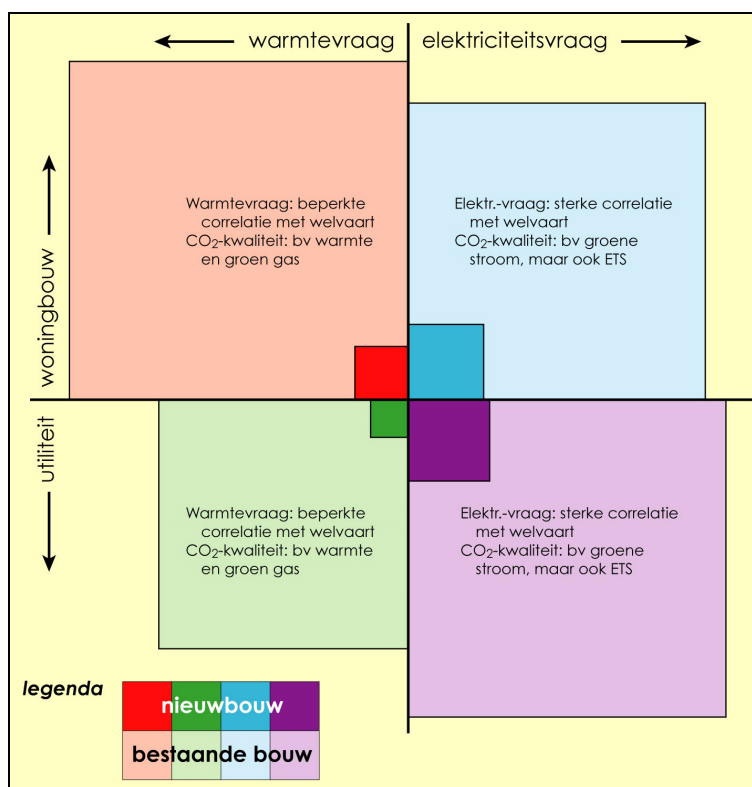 warmtevraag
elektriciteitsvraag
woningbouw
Warmtevraag: beperkte
correlatie met welvaart
CO₂-kwaliteit: bv warmte
en groen gas
Elektr.-vraag: sterke correlatie
met welvaart
CO₂-kwaliteit: bv groene
stroom, maar ook ETS
utiliteit
Warmtevraag: beperkte
correlatie met welvaart
CO₂-kwaliteit: bv warmte
en groen gas
Elektr.-vraag: sterke correlatie
met welvaart
CO₂-kwaliteit: bv groene
stroom, maar ook ETS
legenda
nieuwbouw
bestaande bouw